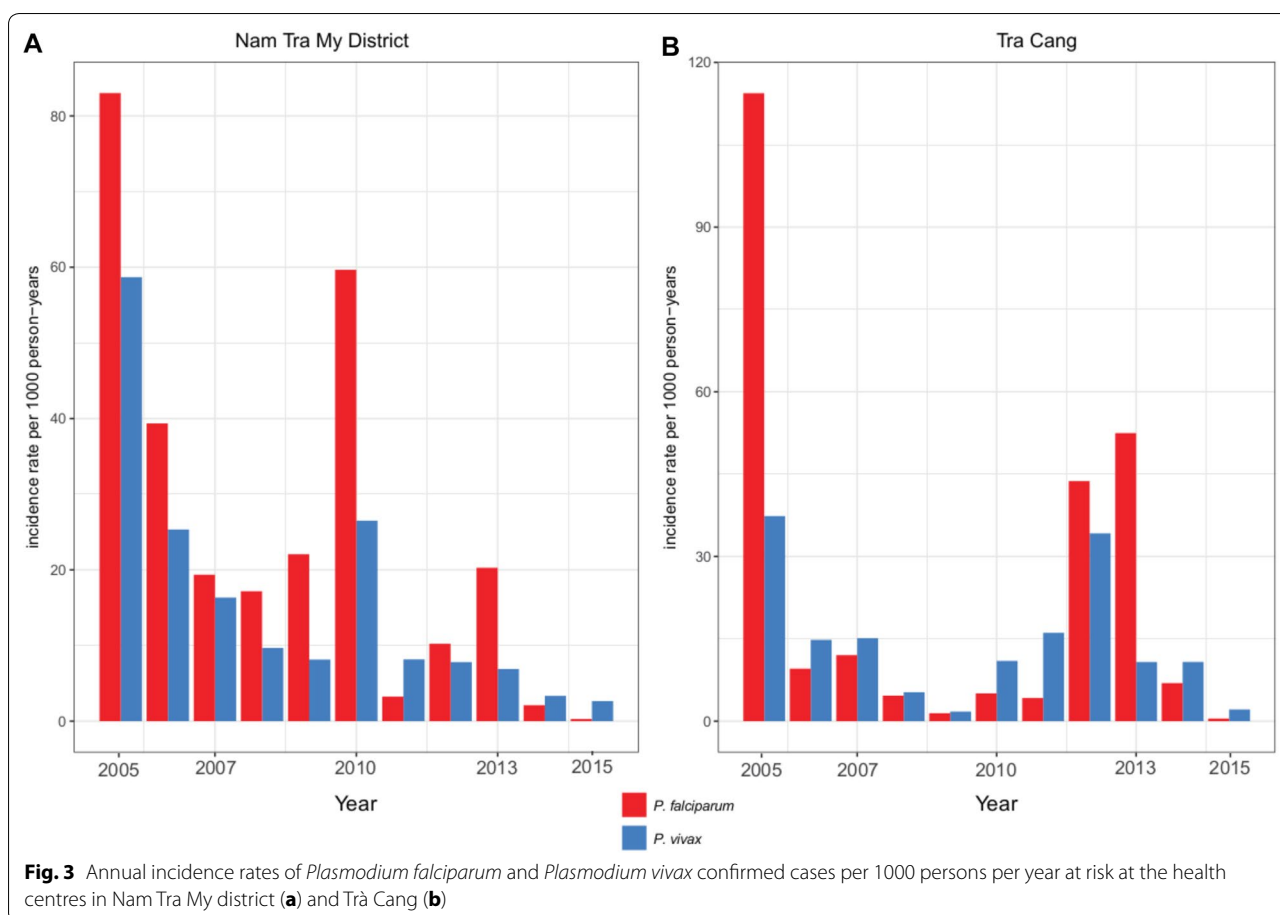 A
Nam Tra My District
incidence rate per 1000 person-years
80
60
40
20
0
2005 2007 2010 2013 2015
Year
B
Tra Cang
incidence rate per 1000 person-years
120
90
60
30
0
2005 2007 2010 2013 2015
Year
P. falciparum
P. vivax
Fig. 3 Annual incidence rates of Plasmodium falciparum and Plasmodium vivax confirmed cases per 1000 persons per year at risk at the health
centres in Nam Tra My district (a) and Trà Cang (b)